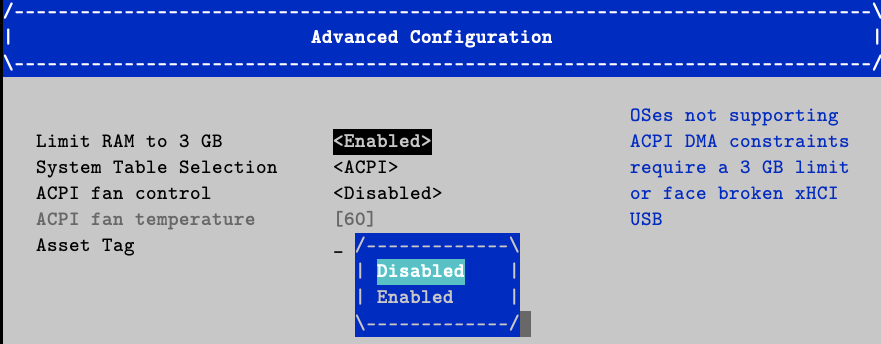 /------------------------------------------------------------------------------\
|                            Advanced Configuration                            |
\------------------------------------------------------------------------------/
OSes not supporting
Limit RAM to 3 GB <Enabled> ACPI DMA constraints
System Table Selection <ACPI> require a 3 GB limit
ACPI fan control <Disabled> or face broken xHCI
ACPI fan temperature [60] USB
Asset Tag _ /-------------\
| Disabled |
| Enabled |
\-------------/